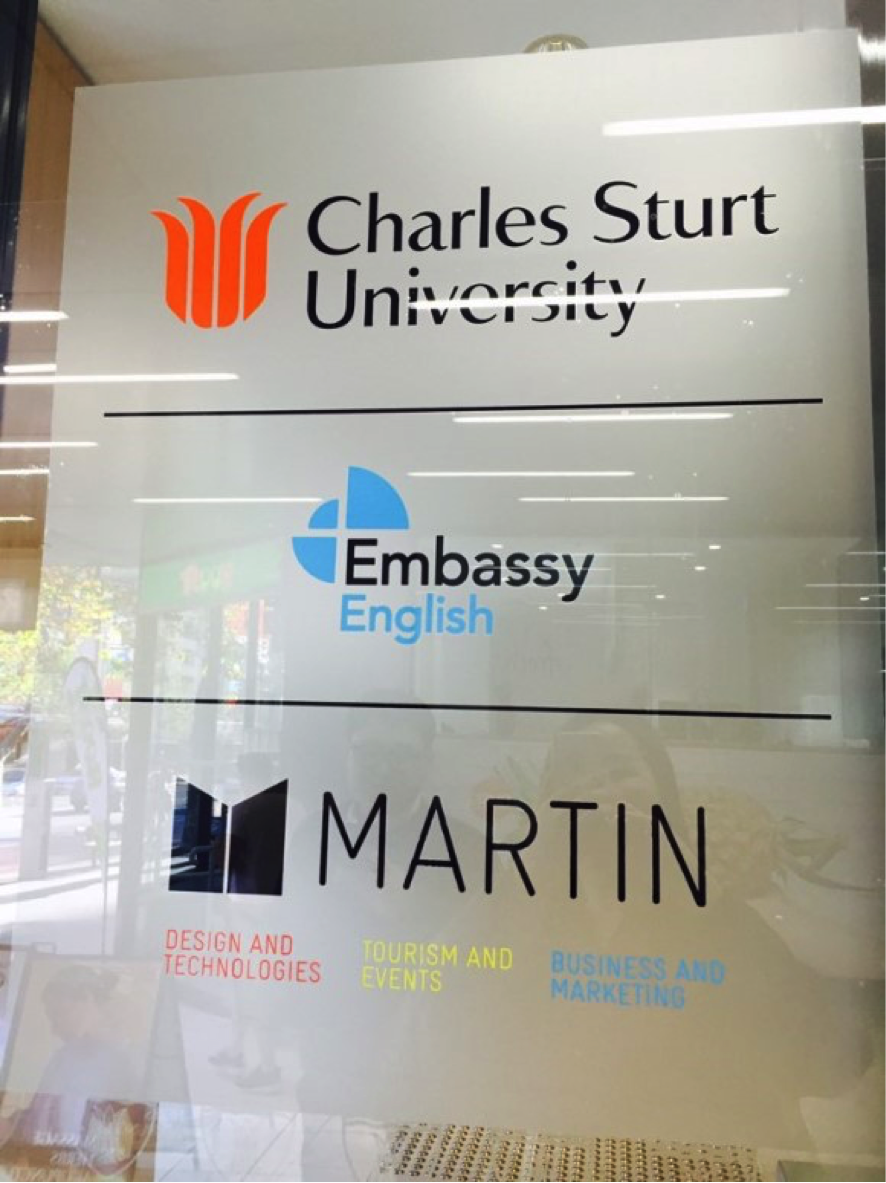 Charles Sturt
University
Embassy
English
MARTIN
DESIGN AND
TECHNOLOGIES
TOURISM AND
EVENTS
BUSINESS AND
MARKETING